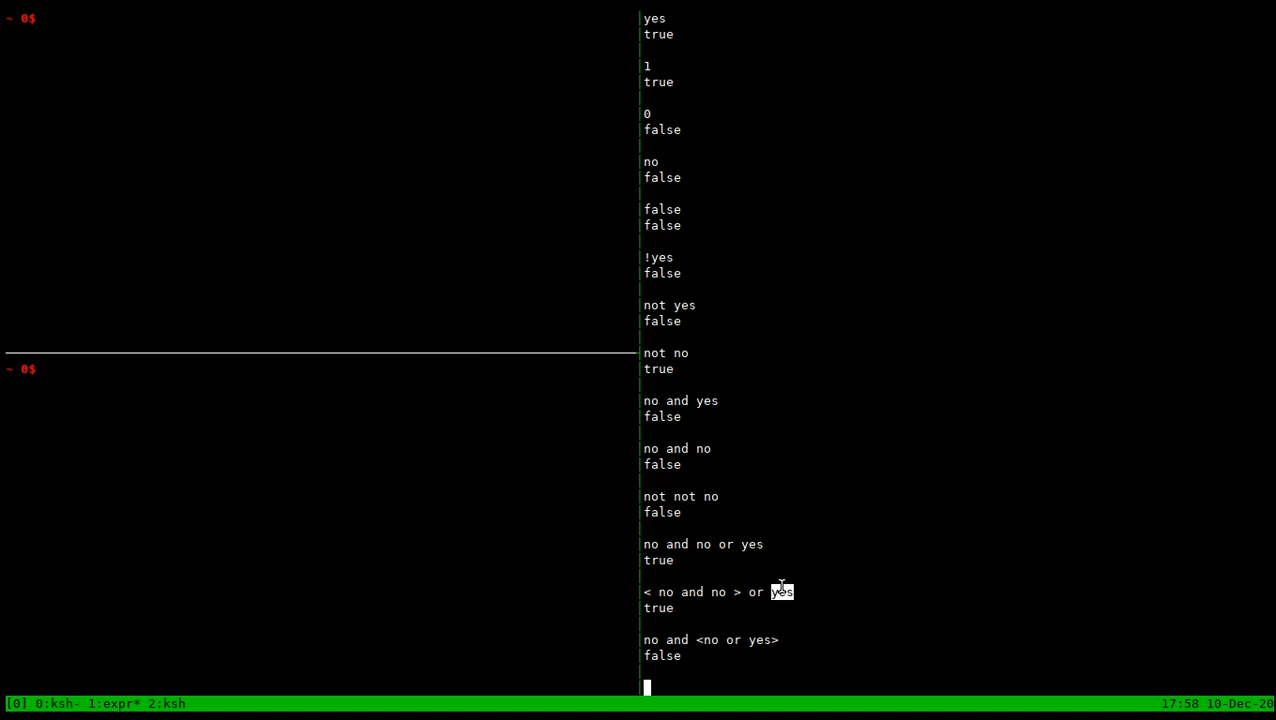 ~ 0$
~ 0$
yes
true
1
true
0
false
no
false
false
false
!yes
false
not yes
false
not no
true
no and yes
false
no and no
false
not not no
false
no and no or yes
true
< no and no > or yes
true
no and <no or yes>
false
[0] 0:ksh- 1:expr* 2:ksh 17:58 10-Dec-20